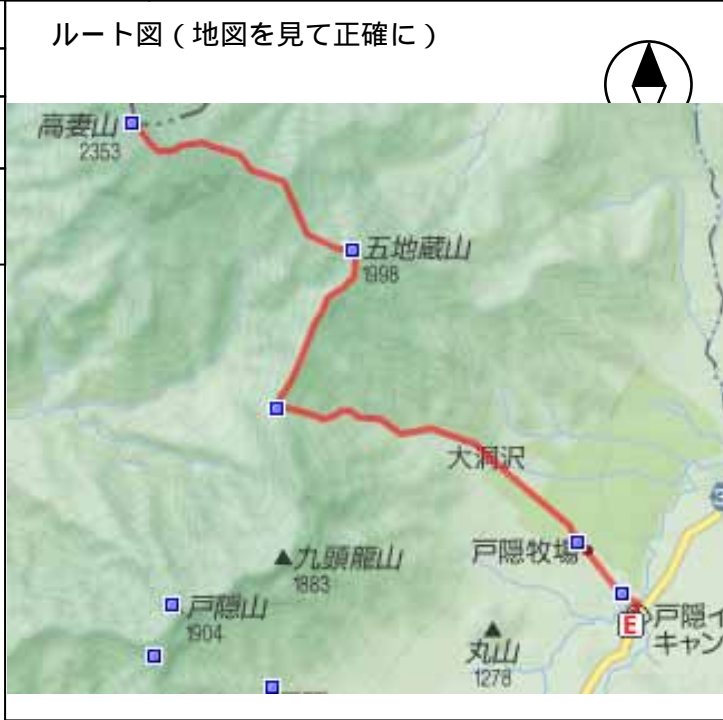 ルート図（地図を見て正確に）
高妻山
2353
五地蔵山
1998
大洞沢
戸隠牧場
九頭龍山
1883
戸隠山
1904
丸山
1278
E
戸隠イ
キャン